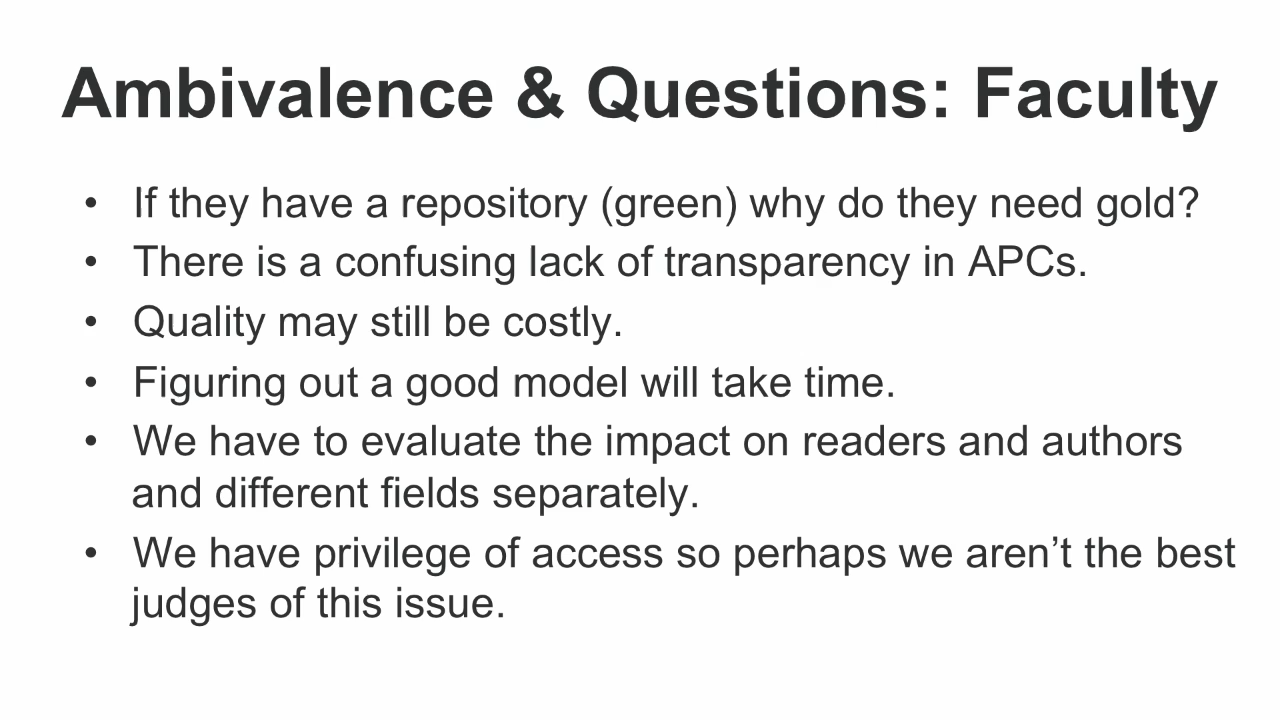 Ambivalence & Questions: Faculty
• If they have a repository (green) why do they need gold?
• There is a confusing lack of transparency in APCs.
• Quality may still be costly.
• Figuring out a good model will take time.
• We have to evaluate the impact on readers and authors
and different fields separately.
• We have privilege of access so perhaps we aren’t the best
judges of this issue.